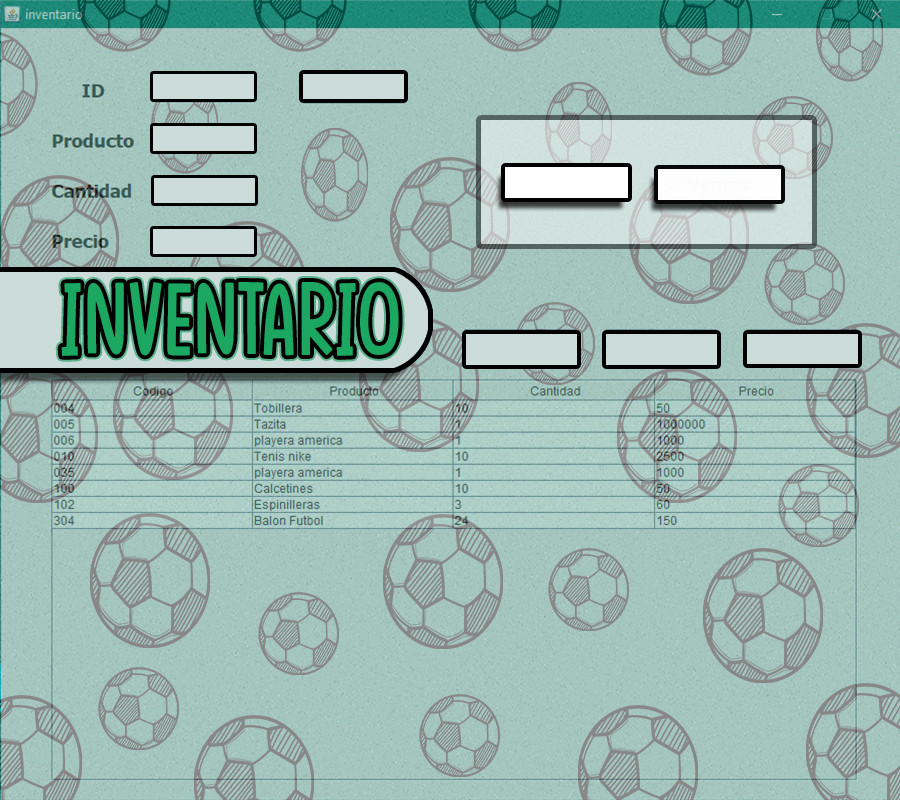 inventario
ID
Producto
Cantidad
Precio
INVENTARIO
Código Producto Cantidad Precio
004 Tobillera 10 50
005 Tazita 1 1000000
006 playera america 1 1000
010 Tenis nike 10 2500
035 playera america 1 1000
100 Calcetines 10 50
102 Espinilleras 3 60
304 Balon Futbol 24 150